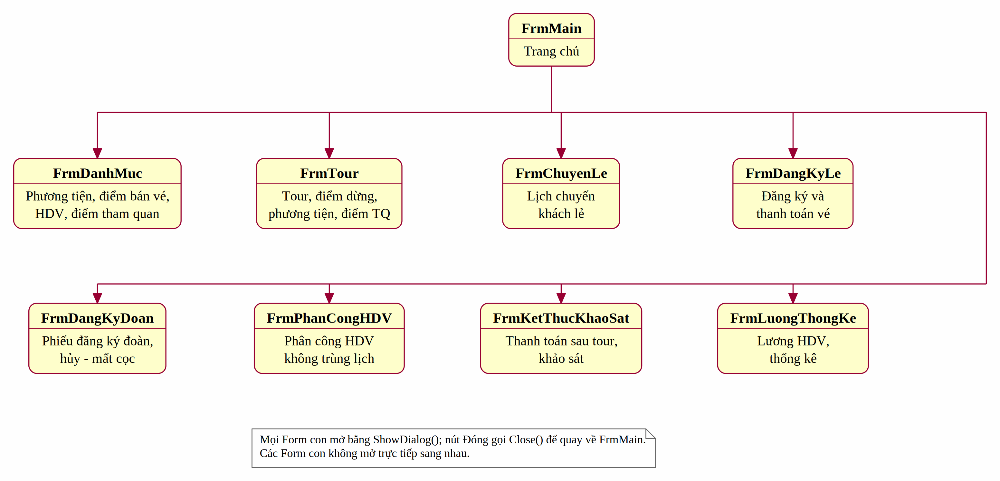 FrmMain
Trang chủ
FrmDanhMuc
Phương tiện, điểm bán vé,
HDV, điểm tham quan
FrmTour
Tour, điểm dừng,
phương tiện, điểm TQ
FrmChuyenLe
Lịch chuyến
khách lẻ
FrmDangKyLe
Đăng ký và
thanh toán vé
FrmDangKyDoan
Phiếu đăng ký đoàn,
hủy - mất cọc
FrmPhanCongHDV
Phân công HDV
không trùng lịch
FrmKetThucKhaoSat
Thanh toán sau tour,
khảo sát
FrmLuongThongKe
Lương HDV,
thống kê
Mọi Form con mở bằng ShowDialog(); nút Đóng gọi Close() để quay về FrmMain.
Các Form con không mở trực tiếp sang nhau.